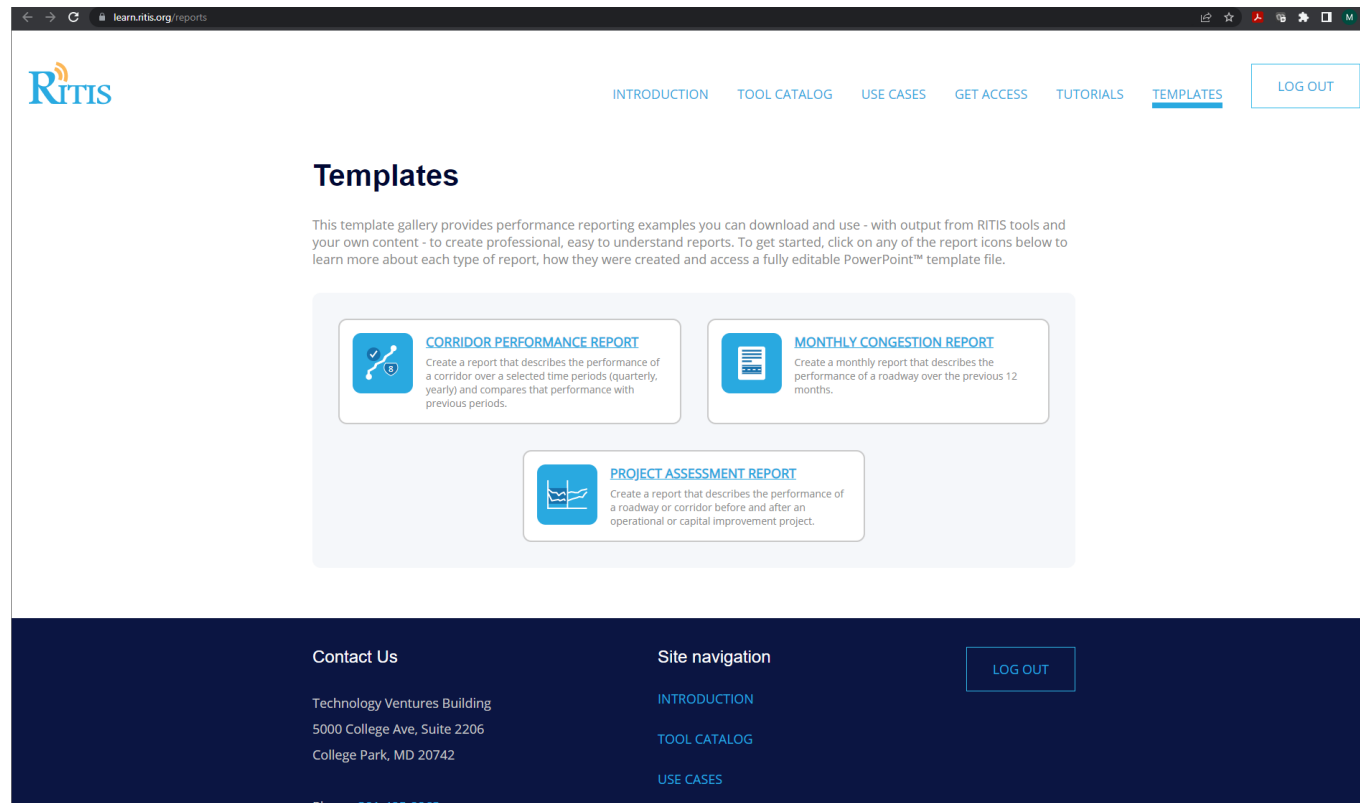 learn.ritis.org/reports
M
RITIS
INTRODUCTION
TOOL CATALOG
USE CASES
GET ACCESS
TUTORIALS
TEMPLATES
LOG OUT
Templates
This template gallery provides performance reporting examples you can download and use - with output from RITIS tools and
your own content - to create professional, easy to understand reports. To get started, click on any of the report icons below to
learn more about each type of report, how they were created and access a fully editable PowerPoint™ template file.
8
CORRIDOR PERFORMANCE REPORT
Create a report that describes the performance of
a corridor over a selected time periods (quarterly,
yearly) and compares that performance with
previous periods.
MONTHLY CONGESTION REPORT
Create a monthly report that describes the
performance of a roadway over the previous 12
months.
PROJECT ASSESSMENT REPORT
Create a report that describes the performance of
a roadway or corridor before and after an
operational or capital improvement project.
Contact Us
Technology Ventures Building
5000 College Ave, Suite 2206
College Park, MD 20742
Site navigation
INTRODUCTION
TOOL CATALOG
USE CASES
LOG OUT